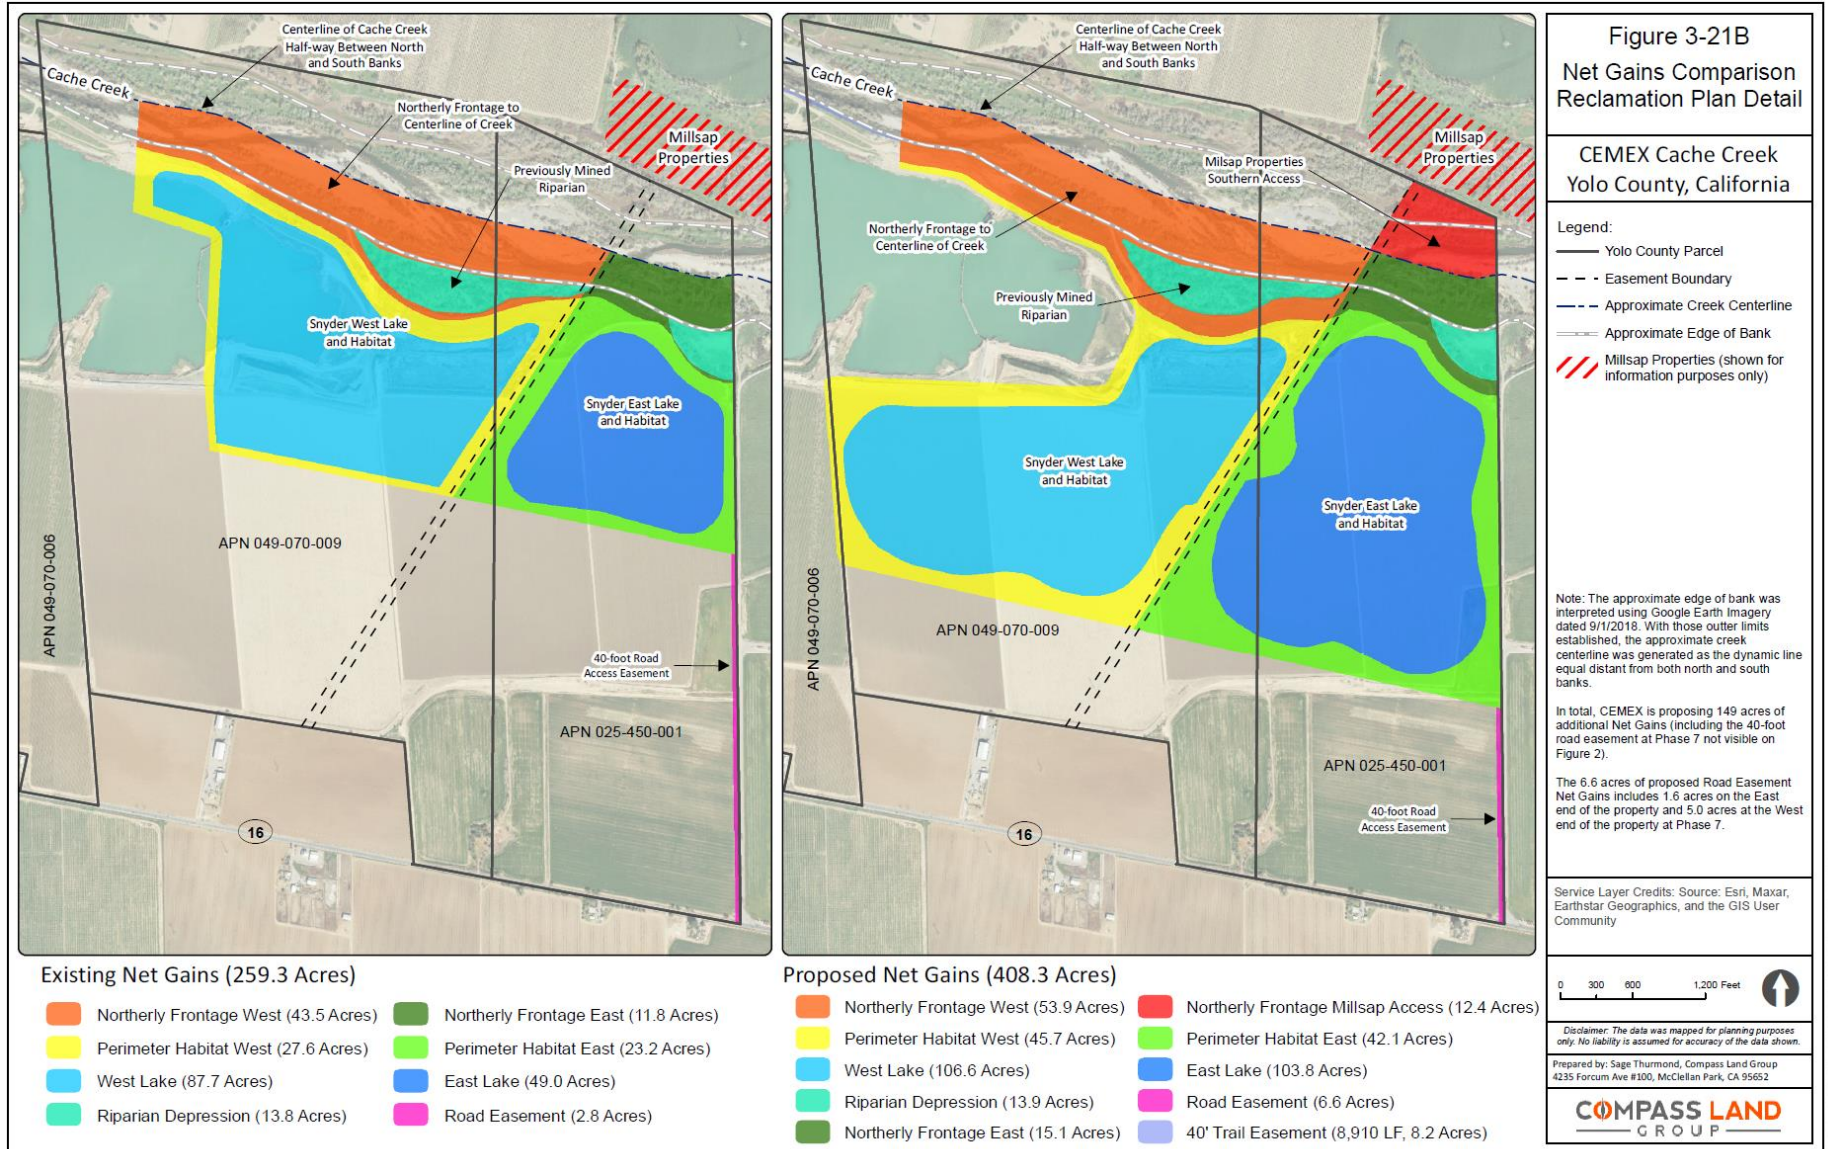 Centerline of Cache Creek
Half-way Between North
and South Banks
Cache Creek
Northerly Frontage to
Centerline of Creek
Millsap
Properties
Previously Mined
Riparian
Snyder West Lake
and Habitat
Snyder East Lake
and Habitat
APN 049-070-009
APN 049-070-006
40-foot Road
Access Easement
APN 025-450-001
16
Centerline of Cache Creek
Half-way Between North
and South Banks
Cache Creek
Millsap
Properties
Milsap Properties
Southern Access
Northerly Frontage to
Centerline of Creek
Previously Mined
Riparian
Snyder West Lake
and Habitat
Snyder East Lake
and Habitat
APN 049-070-006
APN 049-070-009
APN 025-450-001
40-foot Road
Access Easement
16
Existing Net Gains (259.3 Acres)
Northerly Frontage West (43.5 Acres)
Perimeter Habitat West (27.6 Acres)
West Lake (87.7 Acres)
Riparian Depression (13.8 Acres)
Northerly Frontage East (11.8 Acres)
Perimeter Habitat East (23.2 Acres)
East Lake (49.0 Acres)
Road Easement (2.8 Acres)
Proposed Net Gains (408.3 Acres)
Northerly Frontage West (53.9 Acres)
Perimeter Habitat West (45.7 Acres)
West Lake (106.6 Acres)
Riparian Depression (13.9 Acres)
Northerly Frontage East (15.1 Acres)
Northerly Frontage Millsap Access (12.4 Acres)
Perimeter Habitat East (42.1 Acres)
East Lake (103.8 Acres)
Road Easement (6.6 Acres)
40' Trail Easement (8,910 LF, 8.2 Acres)
Figure 3-21B
Net Gains Comparison
Reclamation Plan Detail
CEMEX Cache Creek
Yolo County, California
Legend:
Yolo County Parcel
Easement Boundary
Approximate Creek Centerline
Approximate Edge of Bank
Millsap Properties (shown for
information purposes only)
Note: The approximate edge of bank was
interpreted using Google Earth Imagery
dated 9/1/2018. With those outter limits
established, the approximate creek
centerline was generated as the dynamic line
equal distant from both north and south
banks.
In total, CEMEX is proposing 149 acres of
additional Net Gains (including the 40-foot
road easement at Phase 7 not visible on
Figure 2).
The 6.6 acres of proposed Road Easement
Net Gains includes 1.6 acres on the East
end of the property and 5.0 acres at the West
end of the property at Phase 7.
Service Layer Credits: Source: Esri, Maxar,
Earthstar Geographics, and the GIS User
Community
0 300 600 1,200 Feet
Disclaimer: The data was mapped for planning purposes
only. No liability is assumed for accuracy of the data shown.
Prepared by: Sage Thurmond, Compass Land Group
4235 Forcum Ave #100, McClellan Park, CA 95652
COMPASS LAND
GROUP